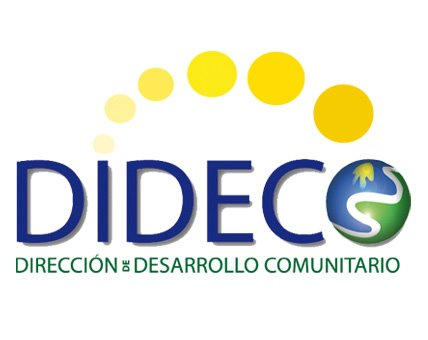 DIDECO
DIRECCIÓN DE DESARROLLO COMUNITARIO